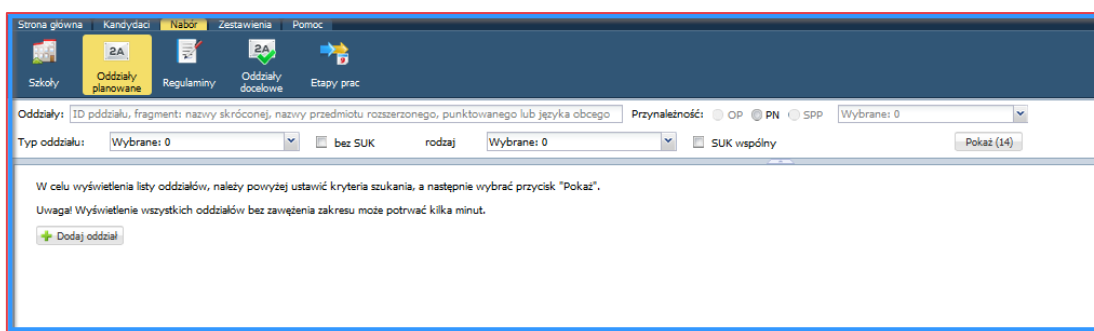 Strona główna Kandydaci Nabór Zestawienia Pomoc
2A 2A
Szkoły Oddziały planowane Regulaminy Oddziały docelowe Etapy prac
Oddziały: ID pddziału, fragment: nazwy skróconej, nazwy przedmiotu rozszerzonego, punktowanego lub języka obcego Przynależność: OP PN SPP Wybrane: 0
Typ oddziału: Wybrane: 0 bez SUK rodzaj Wybrane: 0 SUK wspólny Pokaż (14)
W celu wyświetlenia listy oddziałów, należy powyżej ustawić kryteria szukania, a następnie wybrać przycisk "Pokaż".
Uwaga! Wyświetlenie wszystkich oddziałów bez zawężenia zakresu może potrwać kilka minut.
Dodaj oddział